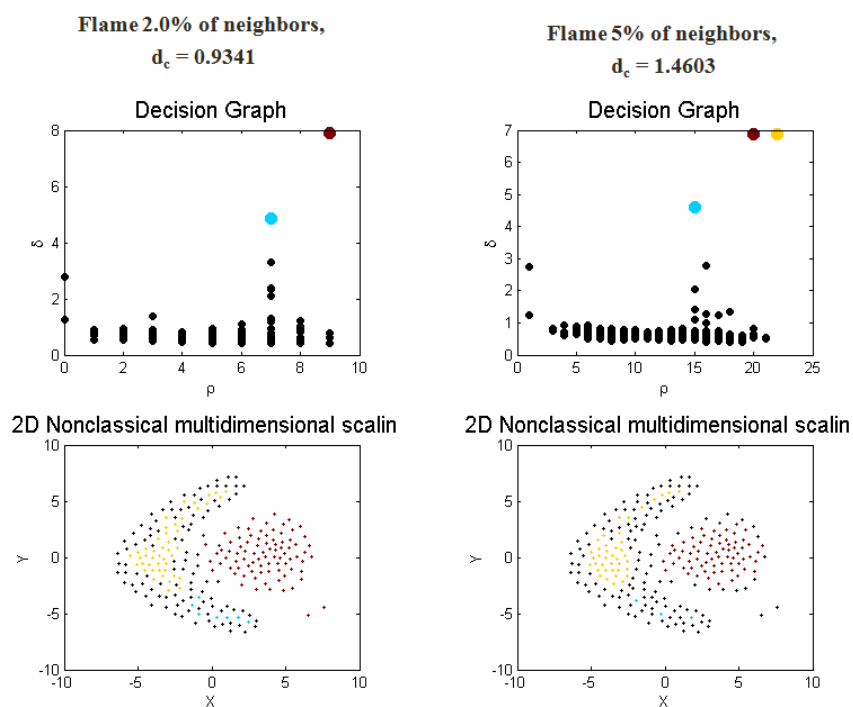 Flame 2.0% of neighbors,
d_c = 0.9341
Flame 5% of neighbors,
d_c = 1.4603
Decision Graph
8
6
4
2
0
δ
0 2 4 6 8 10
ρ
Decision Graph
7
6
5
4
3
2
1
0
δ
0 5 10 15 20 25
ρ
2D Nonclassical multidimensional scalin
10
5
0
-5
-10
Y
-10 -5 0 5 10
X
2D Nonclassical multidimensional scalin
10
5
0
-5
-10
Y
-10 -5 0 5 10
X